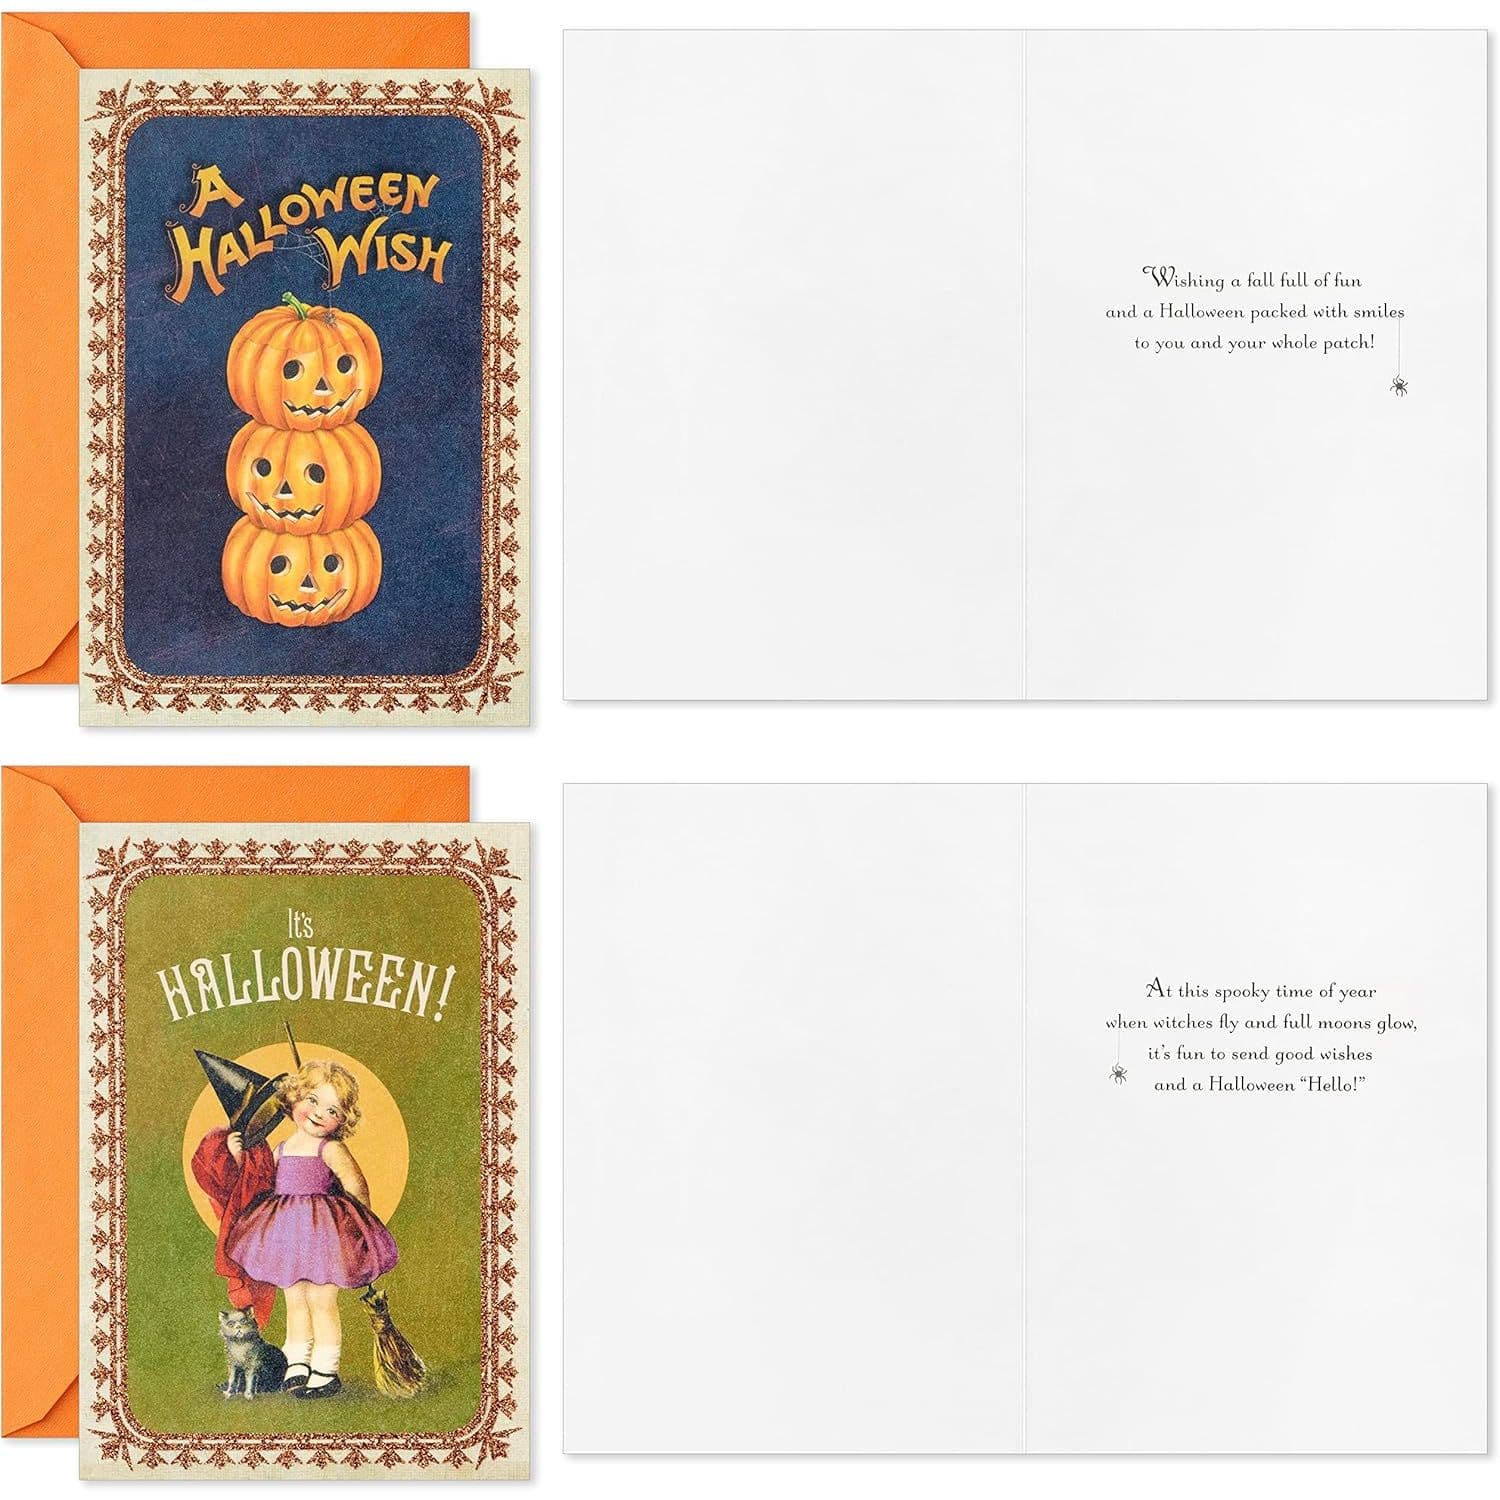 A
HALLOWEEN
WISH
Wishing a fall full of fun
and a Halloween packed with smiles
to you and your whole patch!
It's
HALLOWEEN!
At this spooky time of year
when witches fly and full moons glow,
it's fun to send good wishes
and a Halloween “Hello!”